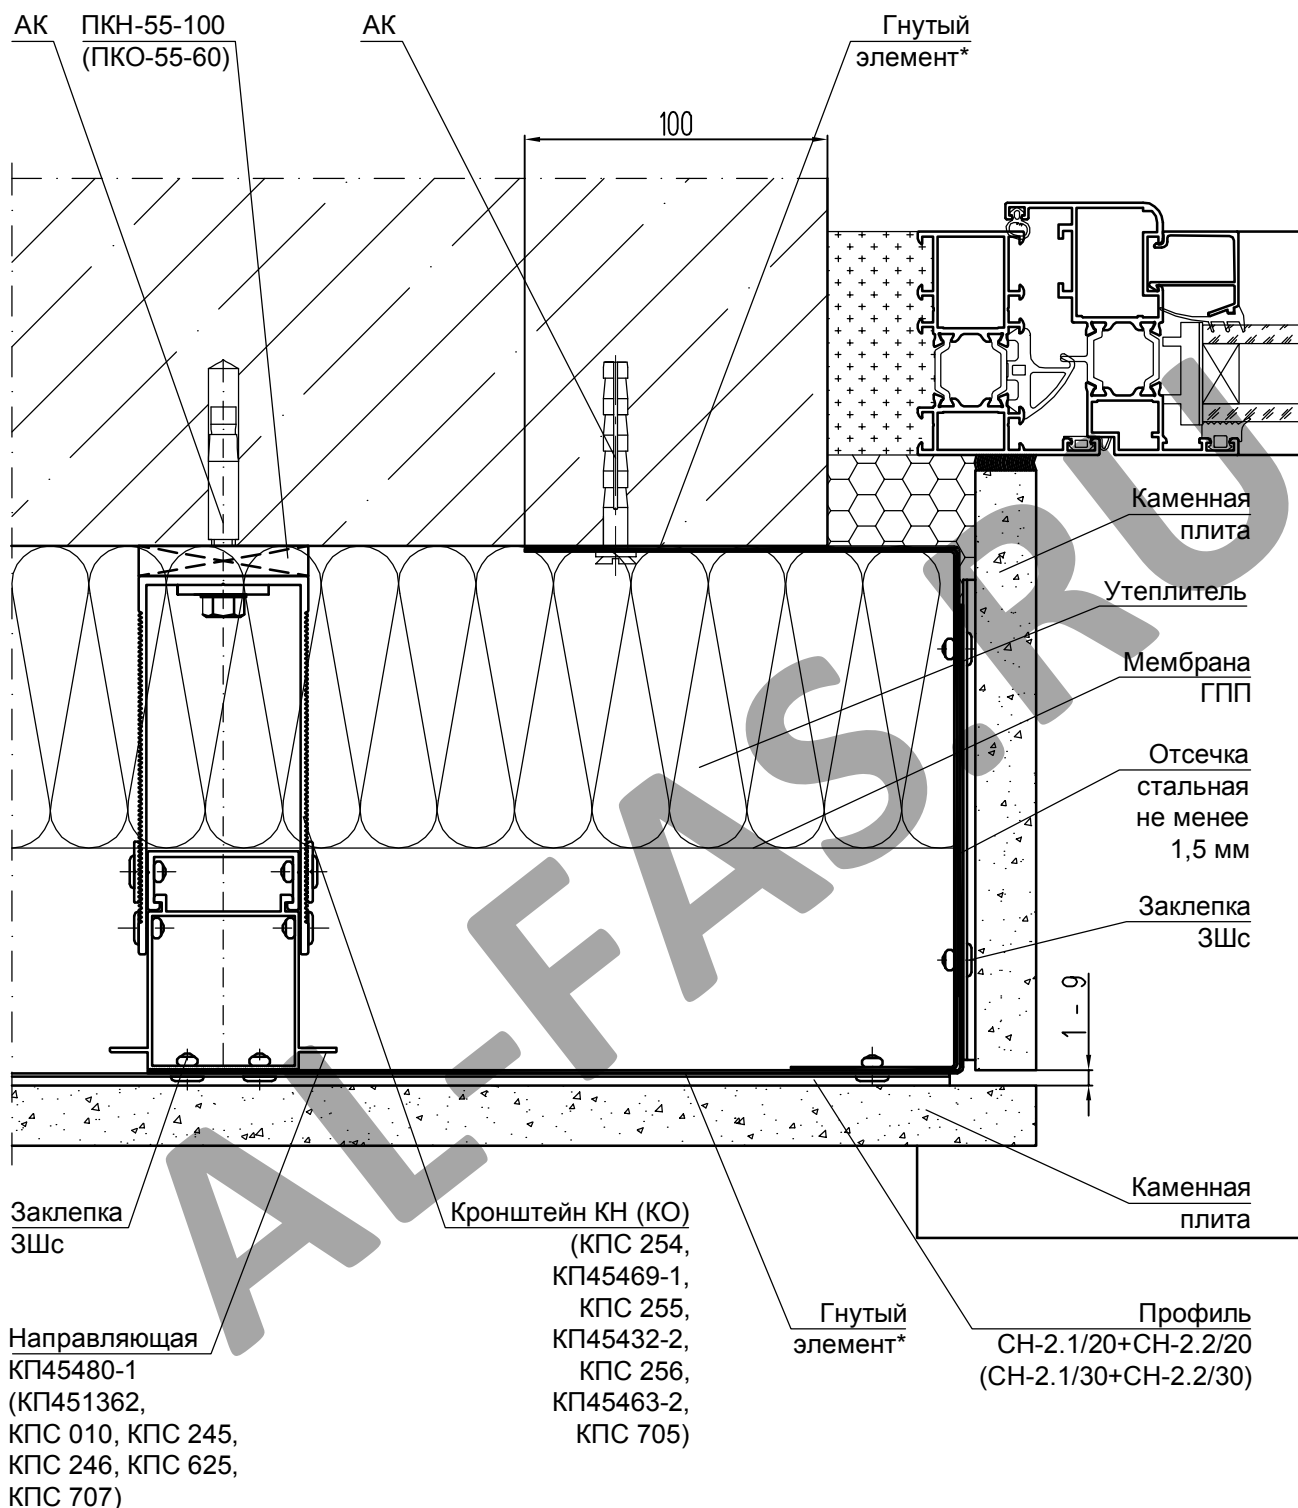 АК
ПКН-55-100
(ПКО-55-60)
АК
Гнутый
элемент*
100
Каменная
плита
Утеплитель
Мембрана
ГПП
Отсечка
стальная
не менее
1,5 мм
Заклепка
ЗШс
1 - 9
Заклепка
ЗШс
Направляющая
КП45480-1
(КП451362,
КПС 010, КПС 245,
КПС 246, КПС 625,
КПС 707)
Кронштейн КН (КО)
(КПС 254,
КП45469-1,
КПС 255,
КП45432-2,
КПС 256,
КП45463-2,
КПС 705)
Гнутый
элемент*
Каменная
плита
Профиль
СН-2.1/20+СН-2.2/20
(СН-2.1/30+СН-2.2/30)
AL-FAS.RU